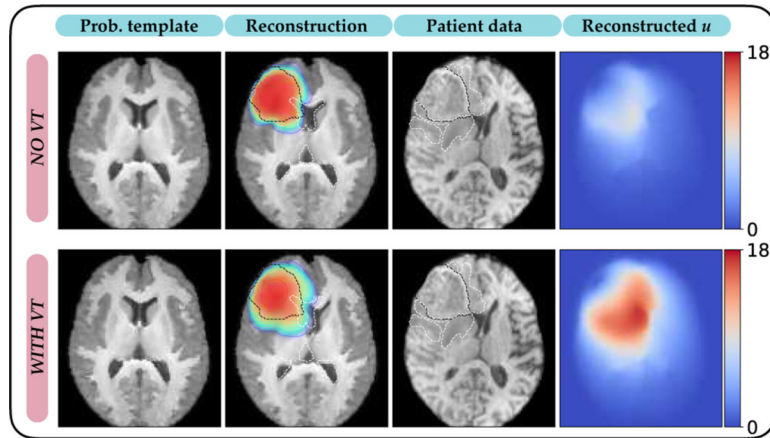 Prob. template
Reconstruction
Patient data
Reconstructed u
NO VT
18
0
WITH VT
18
0